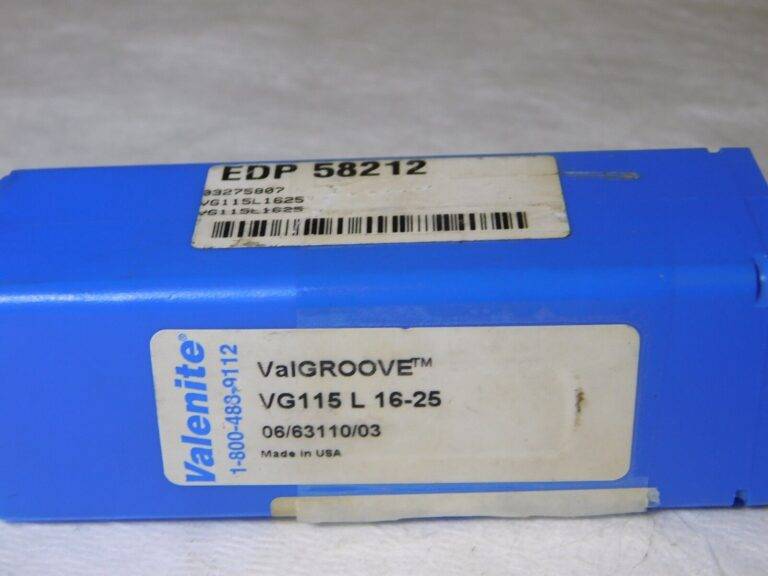 EDP 58212
03275807
VG115L1625
VG115L1625
Valenite®
1-800-488-9112
ValGROOVE™
VG115 L 16-25
06/63110/03
Made in USA